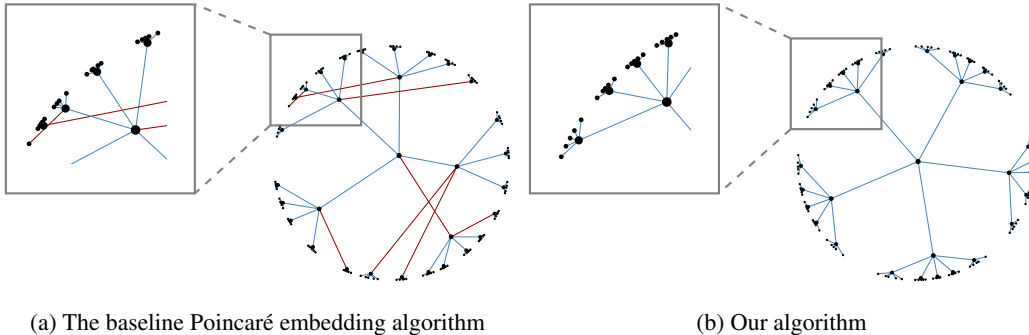 (a) The baseline Poincaré embedding algorithm
(b) Our algorithm